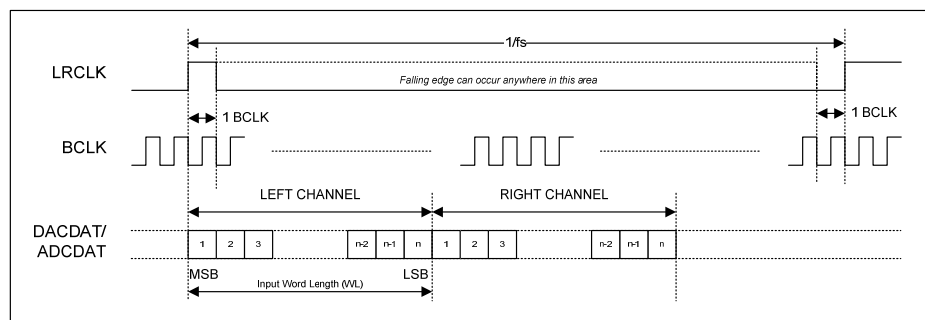 1/fs
LRCLK
Falling edge can occur anywhere in this area
1 BCLK
1 BCLK
BCLK
LEFT CHANNEL
RIGHT CHANNEL
DACDAT/
ADCDAT
1 2 3 n-2 n-1 n 1 2 3 n-2 n-1 n
MSB LSB
Input Word Length (WL)